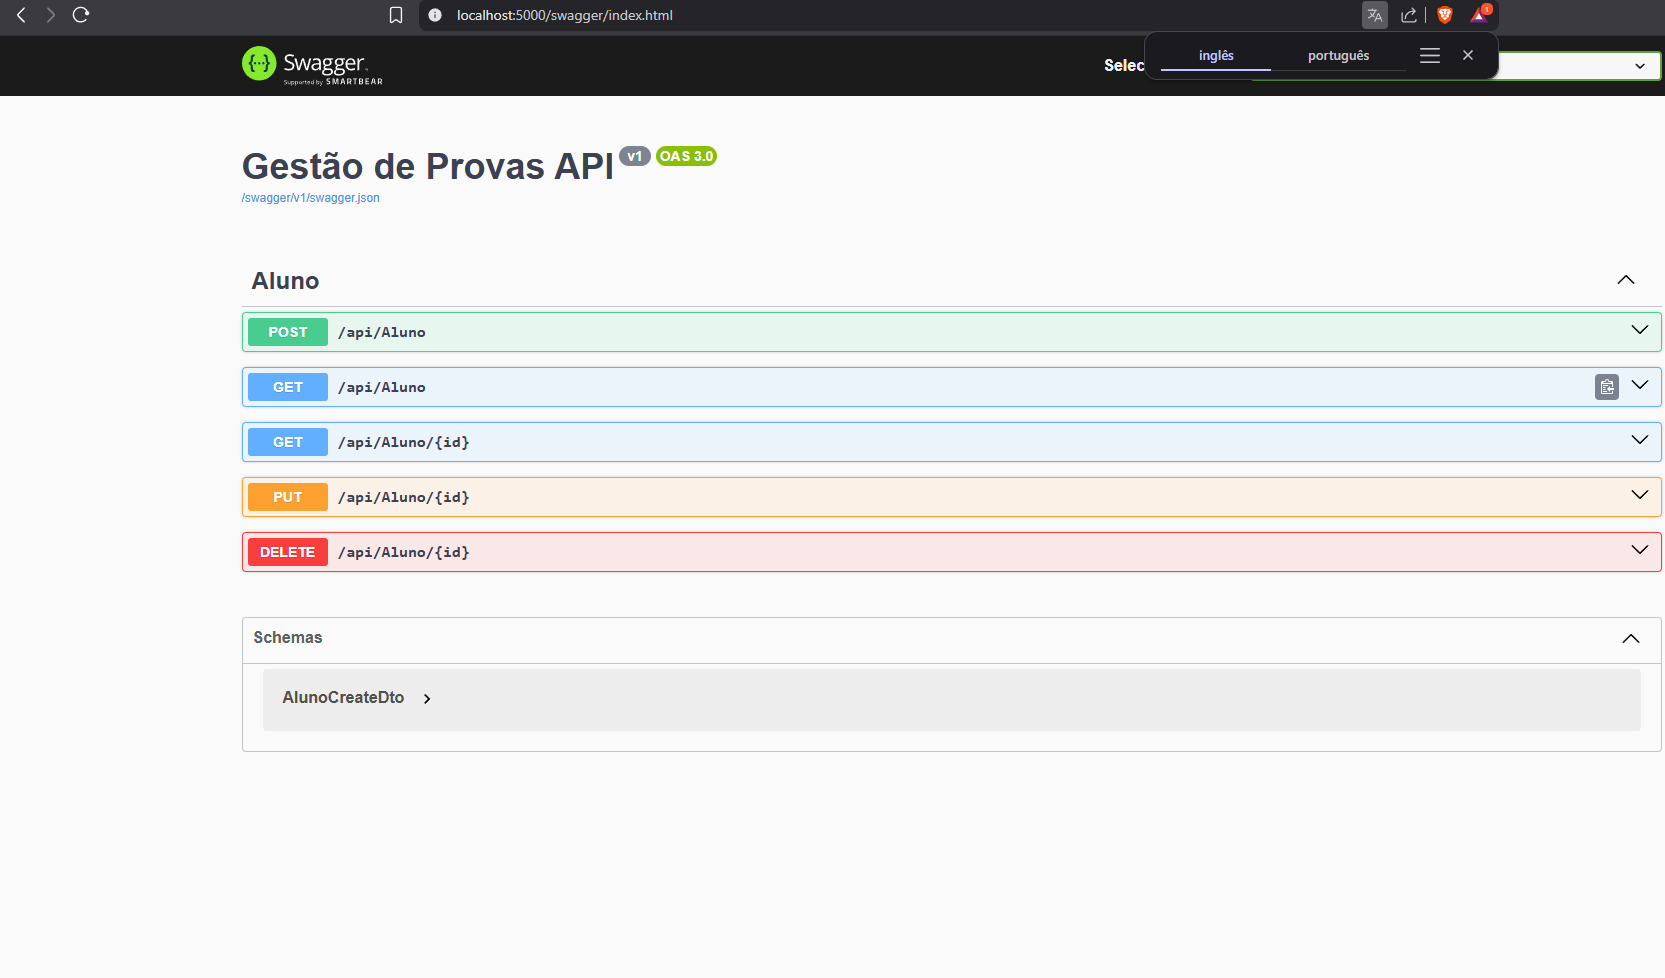 localhost:5000/swagger/index.html
1
Swagger
Supported by SMARTBEAR
inglês
português
Gestão de Provas API v1 OAS 3.0
/swagger/v1/swagger.json
Aluno
POST /api/Aluno
GET /api/Aluno
GET /api/Aluno/{id}
PUT /api/Aluno/{id}
DELETE /api/Aluno/{id}
Schemas
AlunoCreateDto